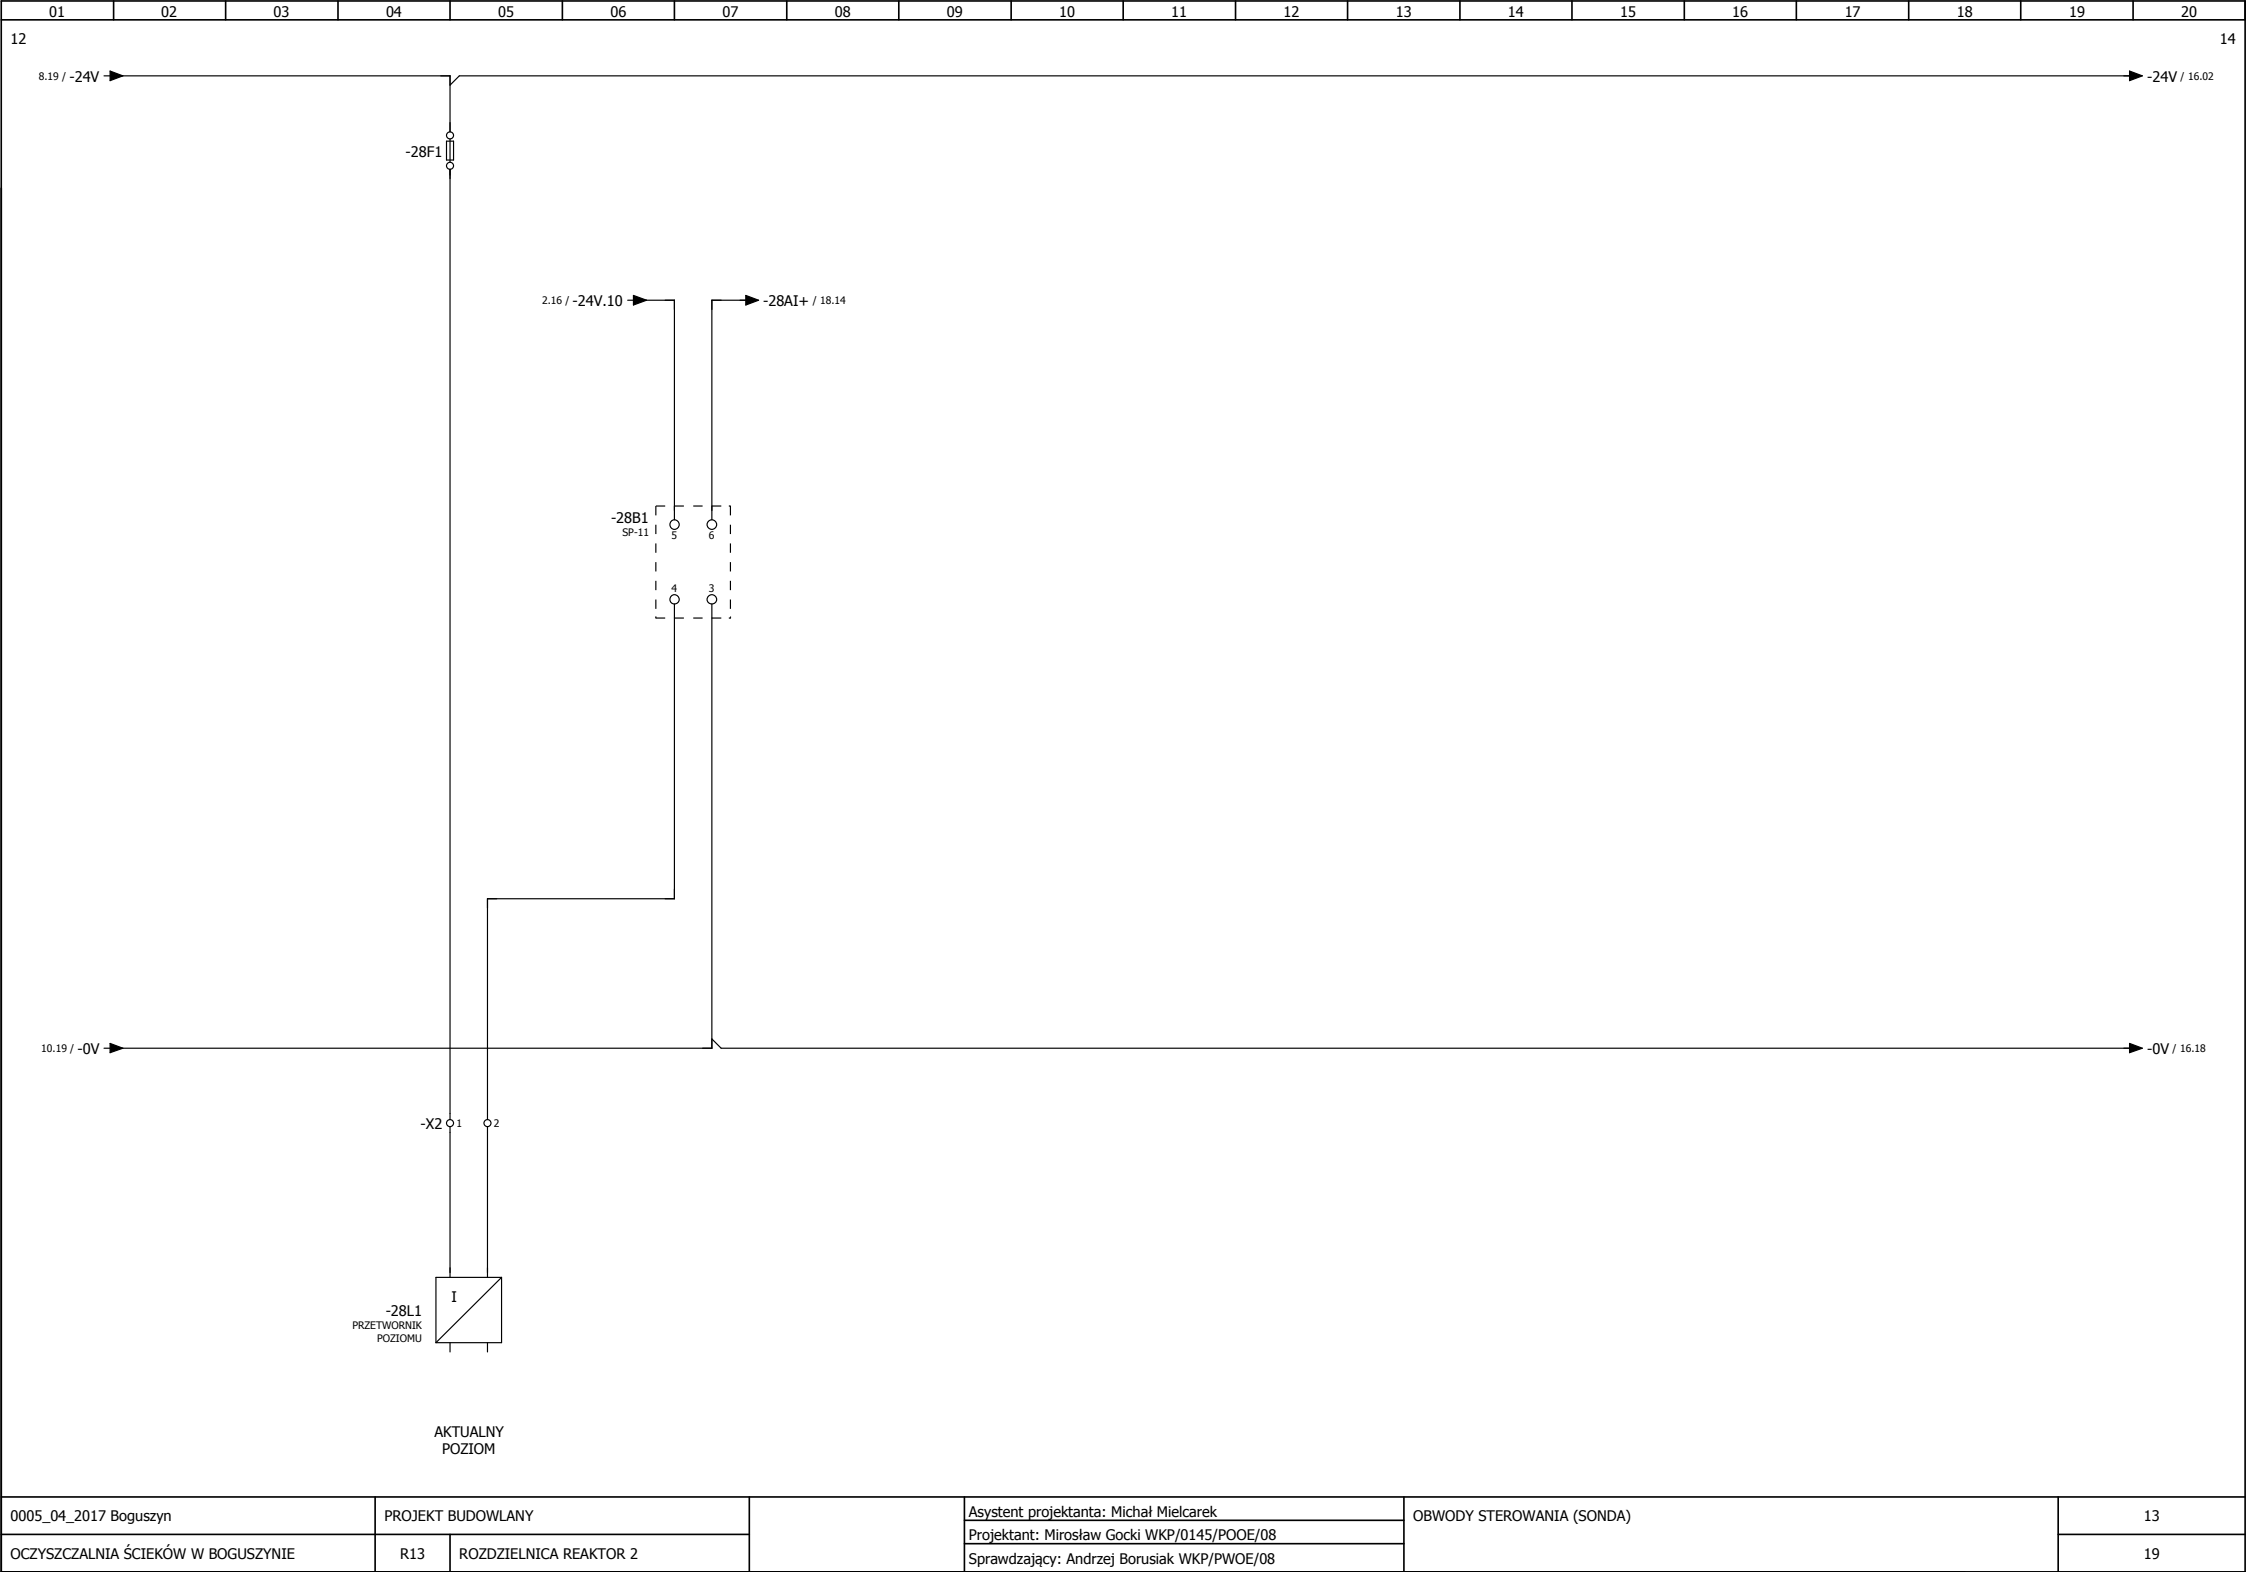 01 02 03 04 05 06 07 08 09 10 11 12 13 14 15 16 17 18 19 20
12 14
8.19 / -24V -24V / 16.02
-28F1
2.16 / -24V.10 -28AI+ / 18.14
-28B1
SP-11
5 6
4 3
10.19 / -0V -0V / 16.18
-X2 1 2
I
-28L1
PRZETWORNIK
POZIOMU
AKTUALNY
POZIOM
0005_04_2017 Boguszyn
OCZYSZCZALNIA ŚCIEKÓW W BOGUSZYNIE
PROJEKT BUDOWLANY
R13 ROZDZIELNICA REAKTOR 2
Asystent projektanta: Michał Mielcarek
Projektant: Mirosław Gocki WKP/0145/POOE/08
Sprawdzający: Andrzej Borusiak WKP/PWOE/08
OBWODY STEROWANIA (SONDA)
13
19